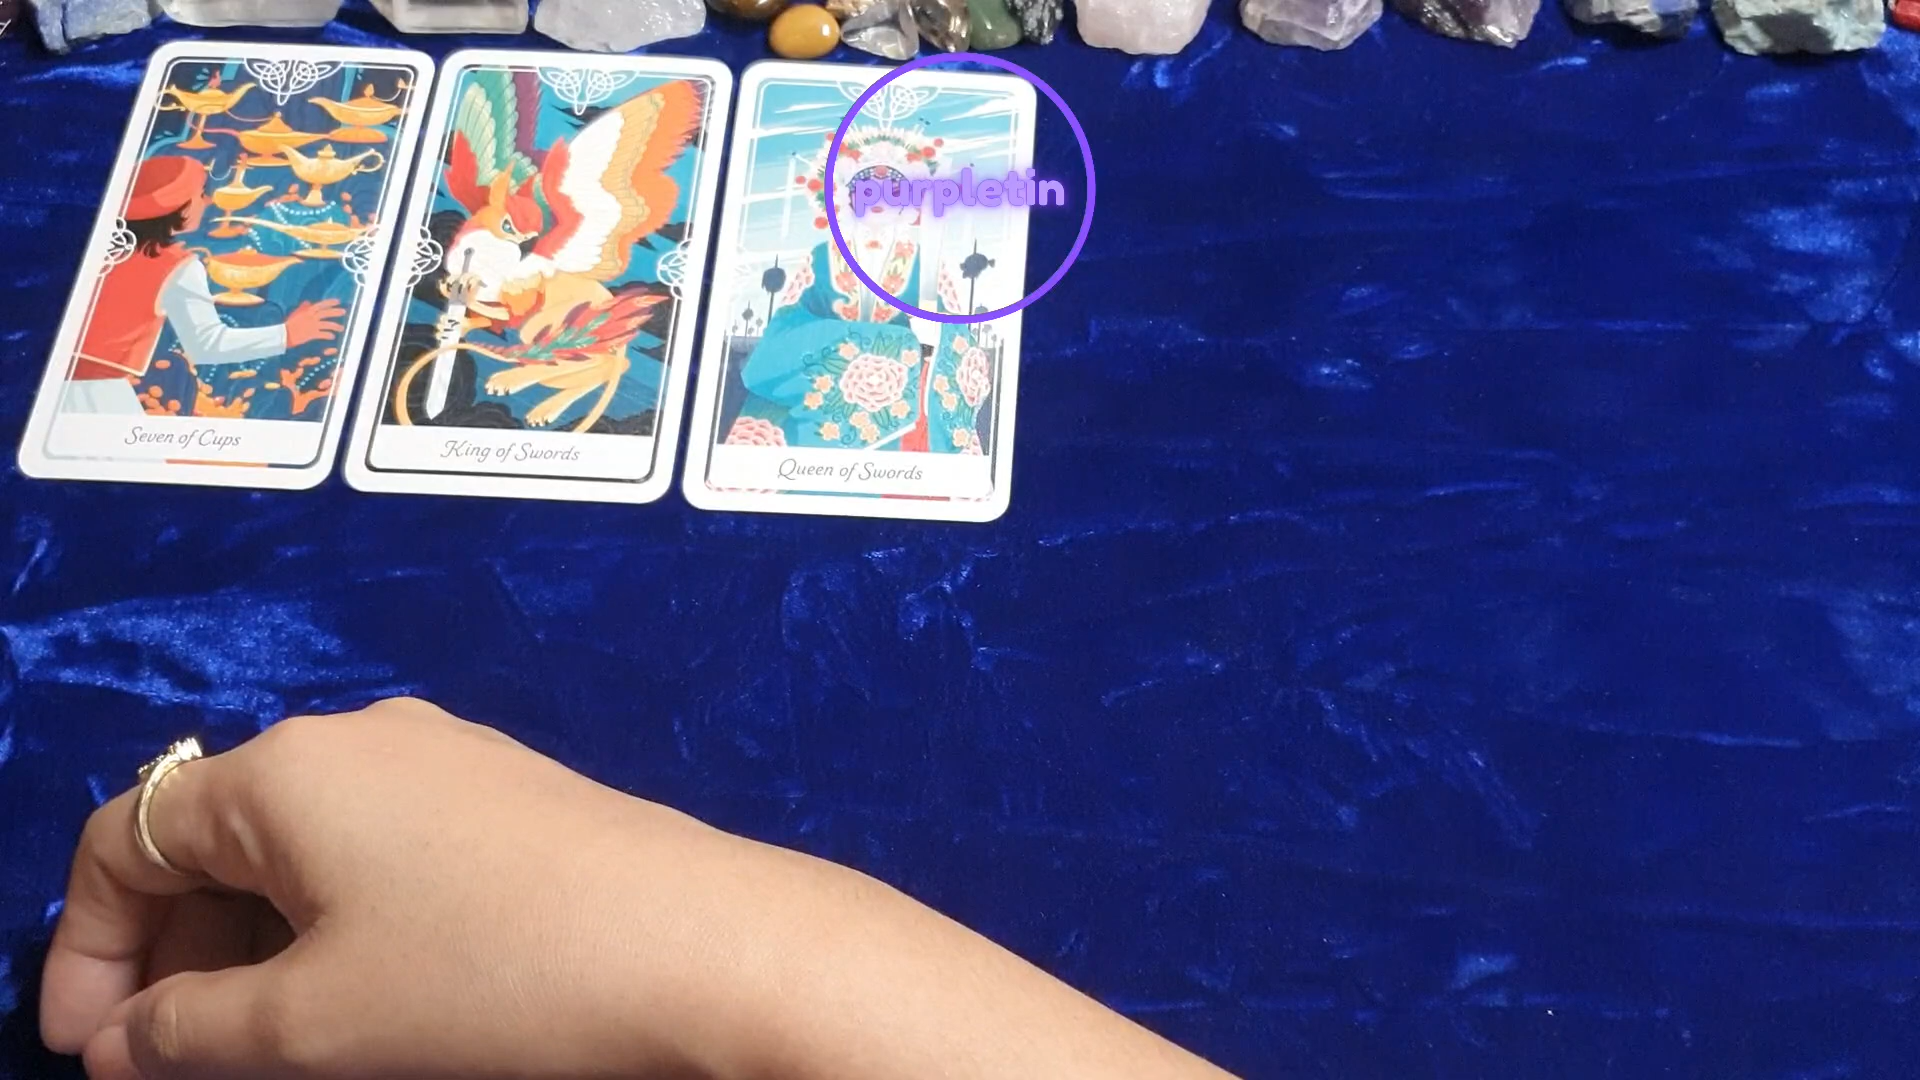 purpletin
Seven of Cups
King of Swords
Queen of Swords